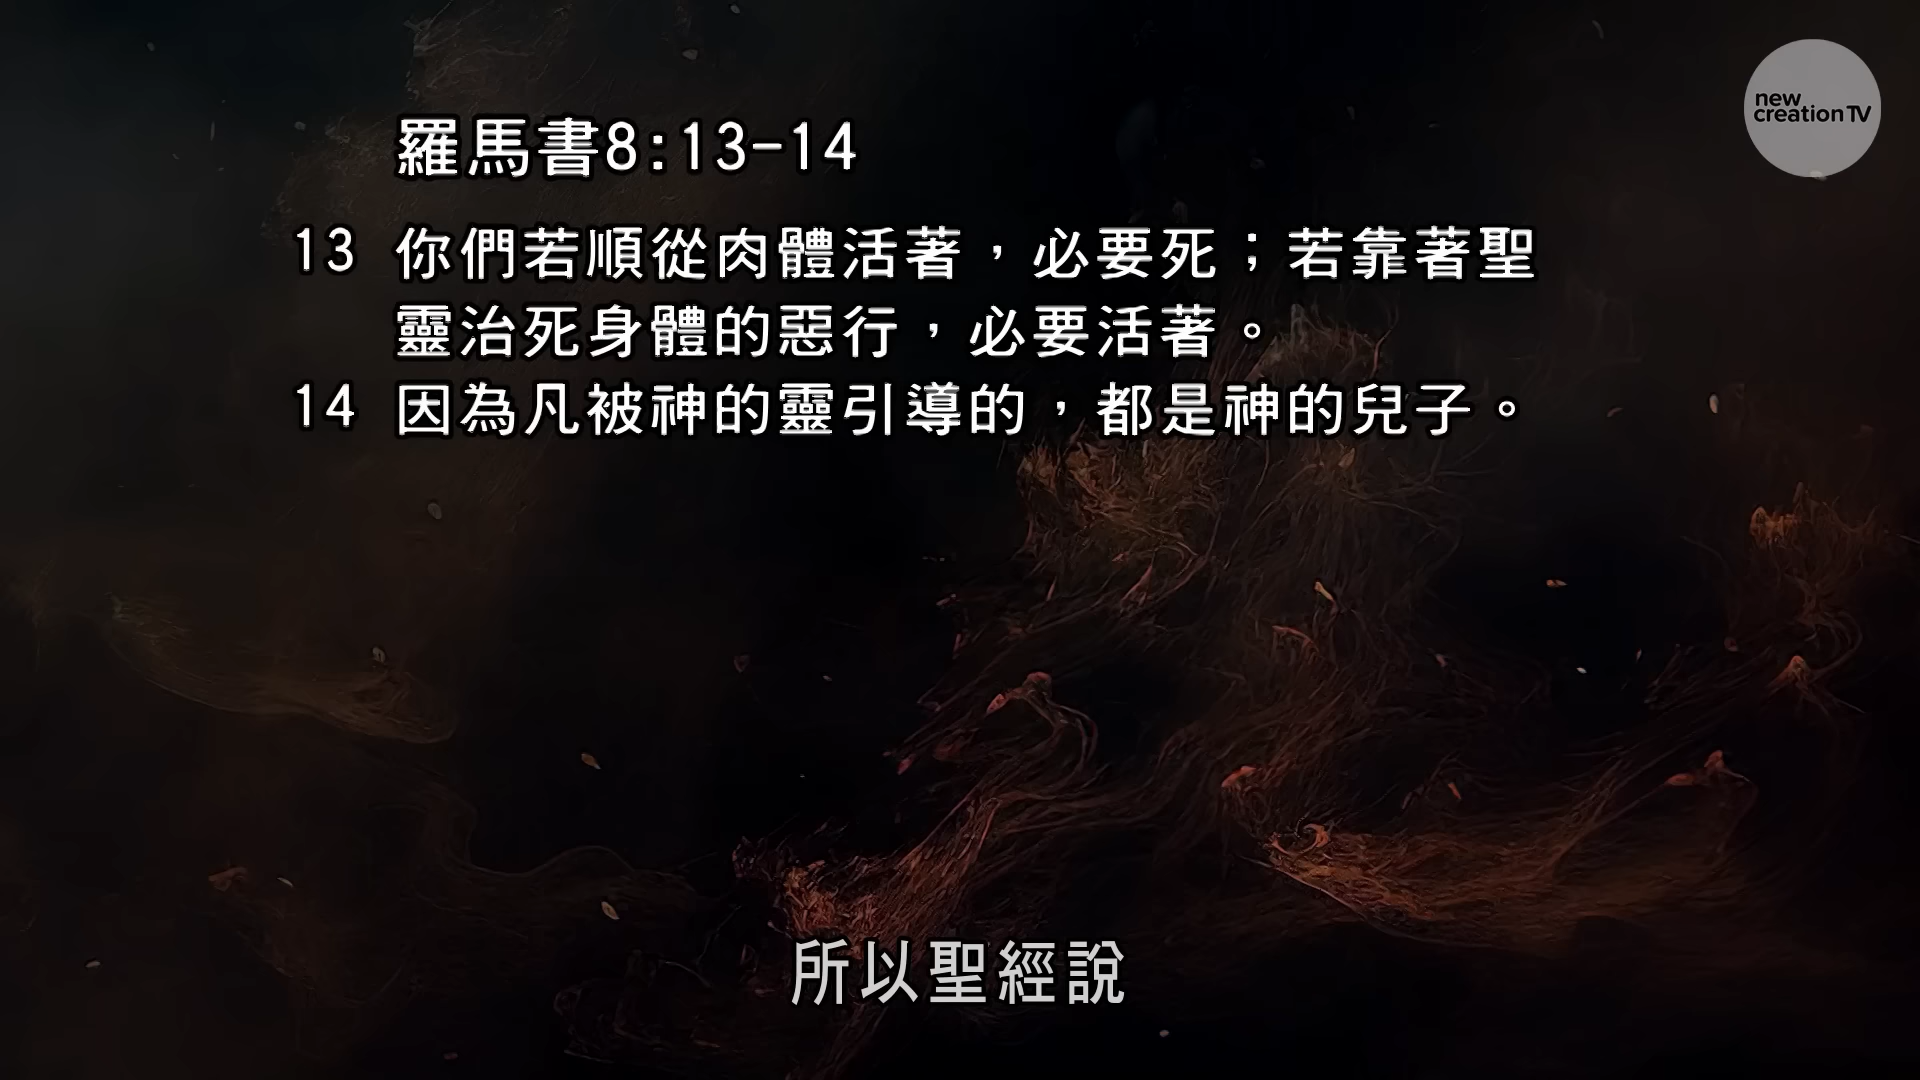 new
creation TV
羅馬書8:13-14
13 你們若順從肉體活著，必要死；若靠著聖
靈治死身體的惡行，必要活著。
14 因為凡被神的靈引導的，都是神的兒子。
所以聖經說